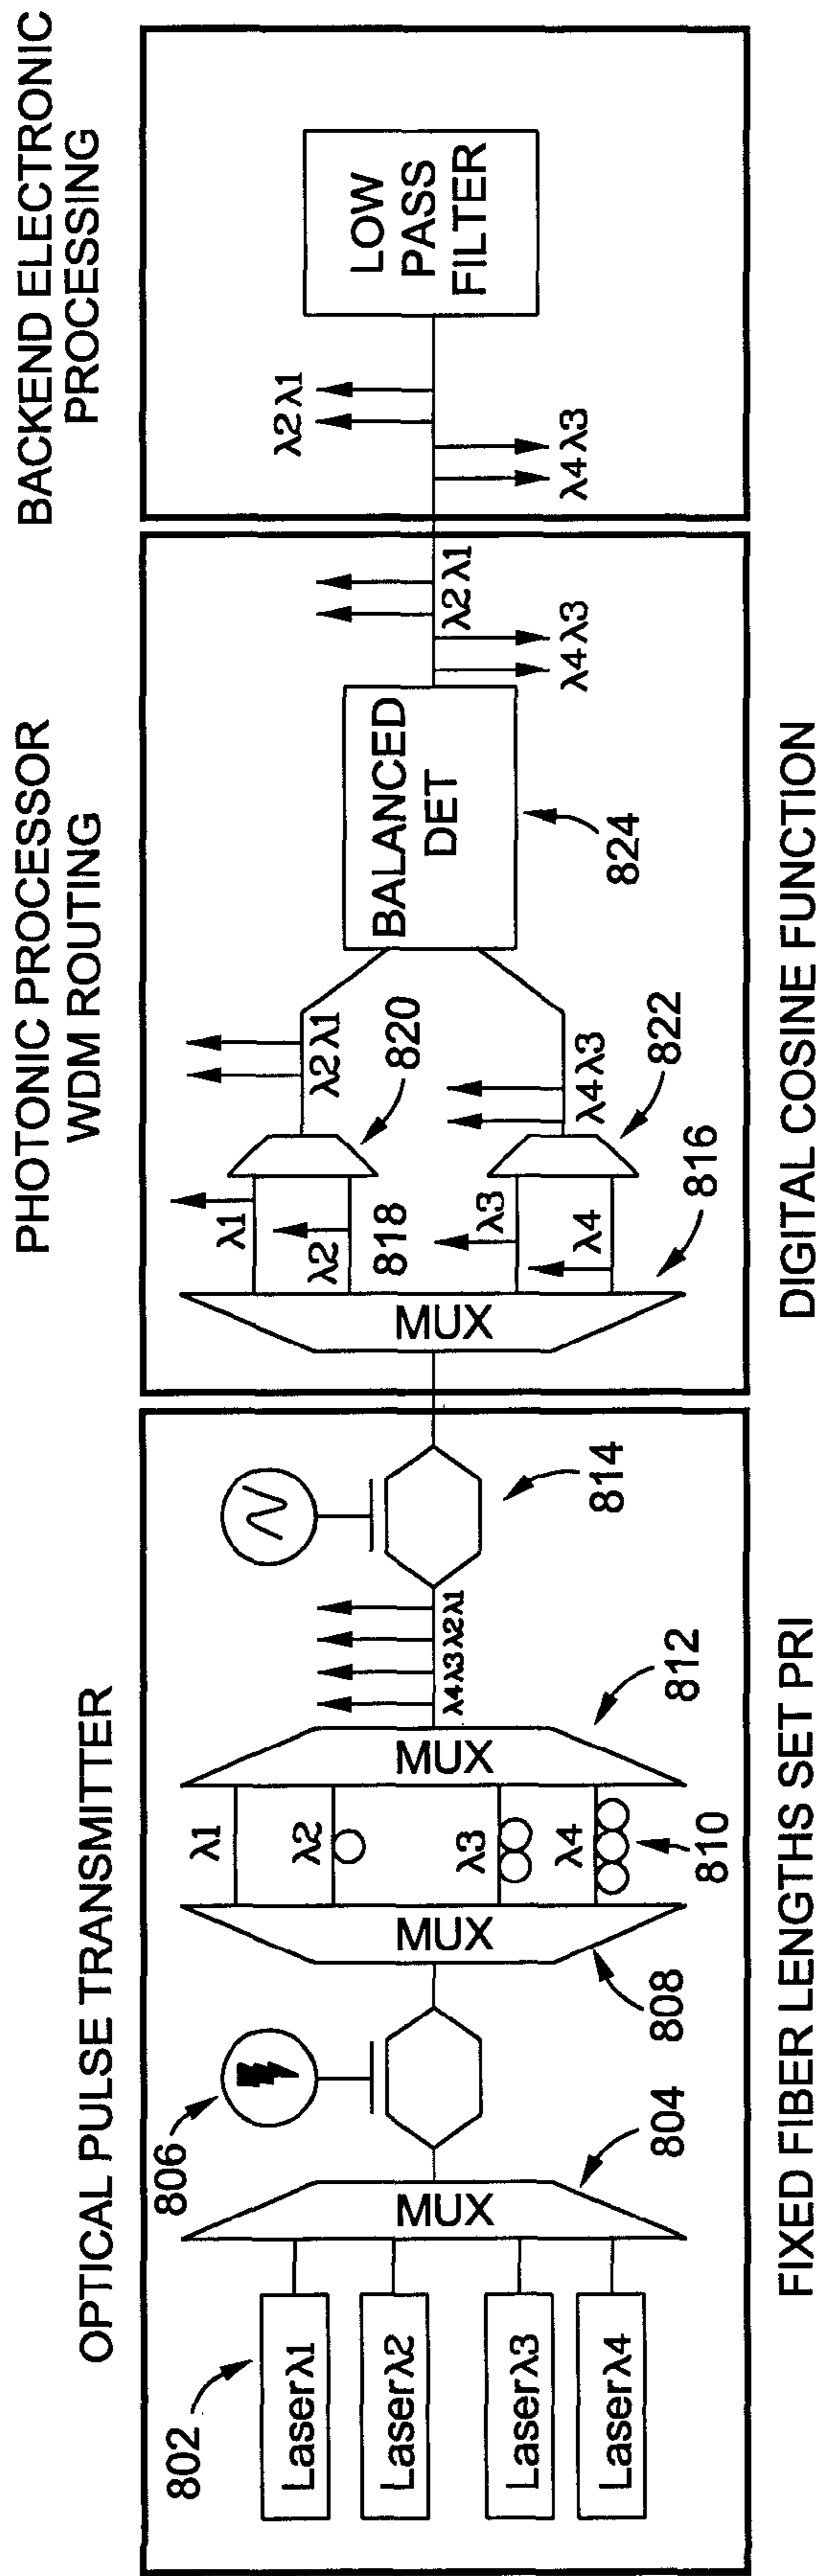 OPTICAL PULSE TRANSMITTER
PHOTONIC PROCESSOR
WDM ROUTING
BACKEND ELECTRONIC
PROCESSING
802
Laserλ1
Laserλ2
Laserλ3
Laserλ4
MUX
804
806
MUX
808
λ1
λ2
λ3
λ4
810
MUX
812
λ4λ3λ2λ1
814
MUX
816
λ1
λ2
818
λ3
λ4
λ2λ1
820
λ4λ3
822
BALANCED
DET
824
λ2λ1
λ4λ3
λ2λ1
λ4λ3
LOW
PASS
FILTER
FIXED FIBER LENGTHS SET PRI
DIGITAL COSINE FUNCTION